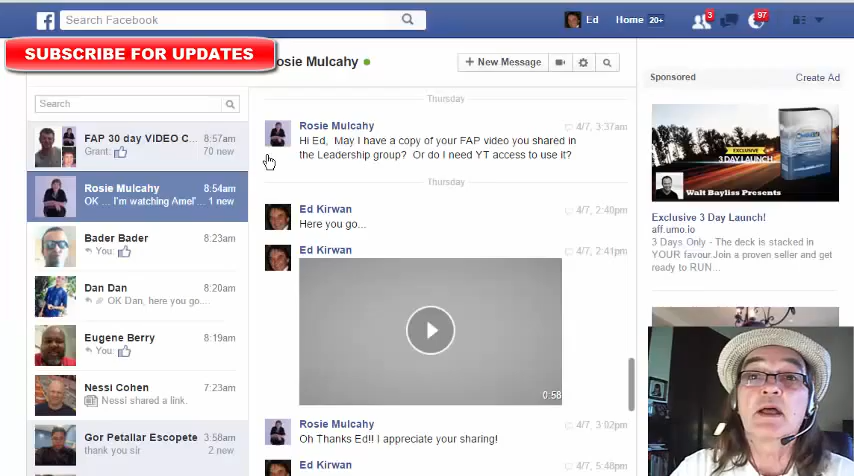 Search Facebook
Ed
Home 20+
3
97
SUBSCRIBE FOR UPDATES
osie Mulcahy
+ New Message
Search
FAP 30 day VIDEO C... 8:57am
Grant: 70 new
Rosie Mulcahy 8:54am
OK ... I'm watching Amel'... 1 new
Bader Bader 8:23am
You:
Dan Dan 8:20am
OK Dan, here you go....
Eugene Berry 8:19am
You:
Nessi Cohen 7:23am
Nessi shared a link.
Gor Petallar Escopete 3:58am
thank you sir 2 new
Thursday
Rosie Mulcahy 4/7, 3:37am
Hi Ed, May I have a copy of your FAP video you shared in
the Leadership group? Or do I need YT access to use it?
Thursday
Ed Kirwan 4/7, 2:40pm
Here you go...
Ed Kirwan 4/7, 2:41pm
0:58
Rosie Mulcahy 4/7, 3:02pm
Oh Thanks Ed!! I appreciate your sharing!
Ed Kirwan 4/7, 5:48pm
Sponsored Create Ad
EXCLUSIVE
3 DAY LAUNCH
Walt Bayliss Presents
Exclusive 3 Day Launch!
aff.umo.io
3 Days Only - The deck is stacked in
YOUR favour.Join a proven seller and get
ready to RUN...